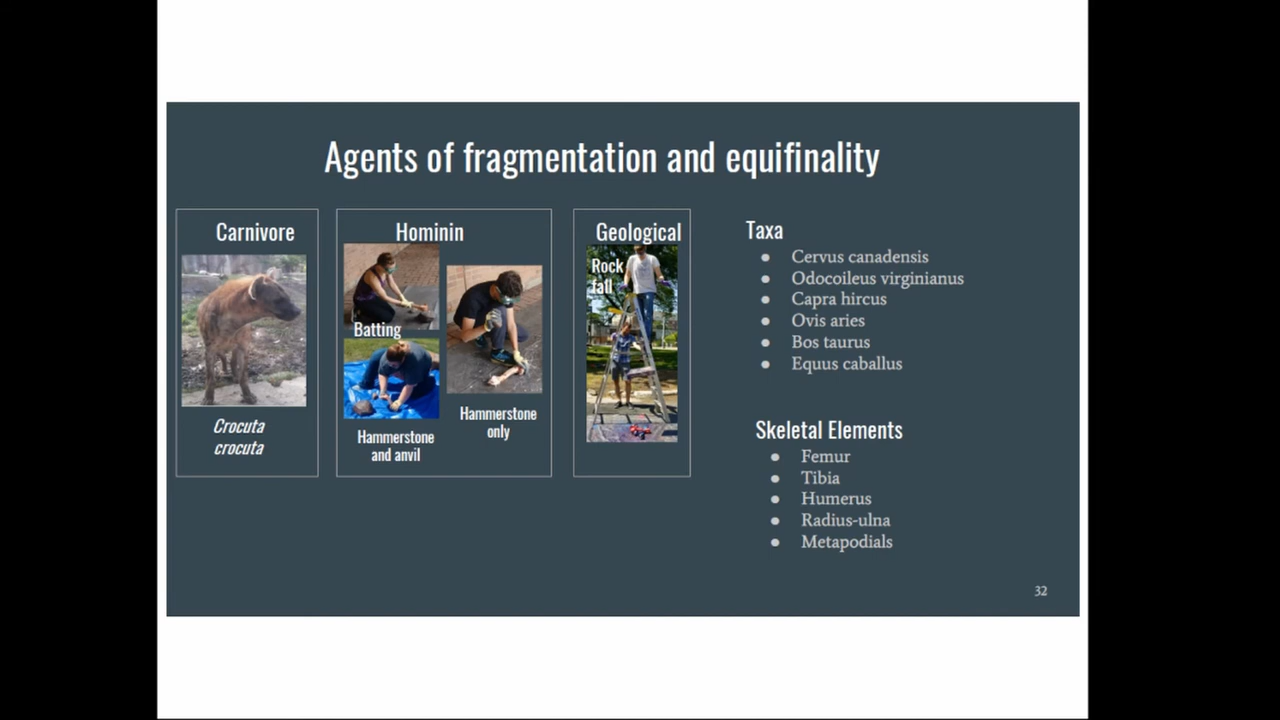 Agents of fragmentation and equifinality
Carnivore
Crocuta
crocuta
Hominin
Batting
Hammerstone
and anvil
Hammerstone
only
Geological
Rock
fall
Taxa
● Cervus canadensis
● Odocoileus virginianus
● Capra hircus
● Ovis aries
● Bos taurus
● Equus caballus
Skeletal Elements
● Femur
● Tibia
● Humerus
● Radius-ulna
● Metapodials
32